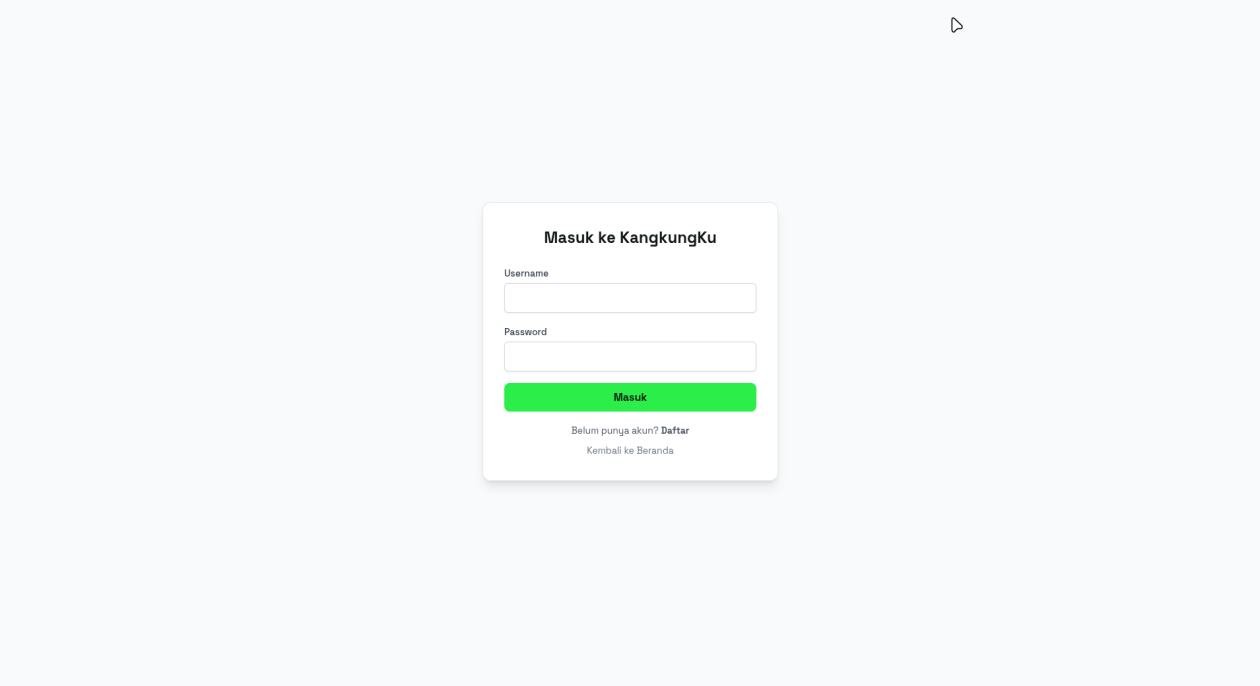 Masuk ke KangkungKu
Username
Password
Masuk
Belum punya akun? Daftar
Kembali ke Beranda